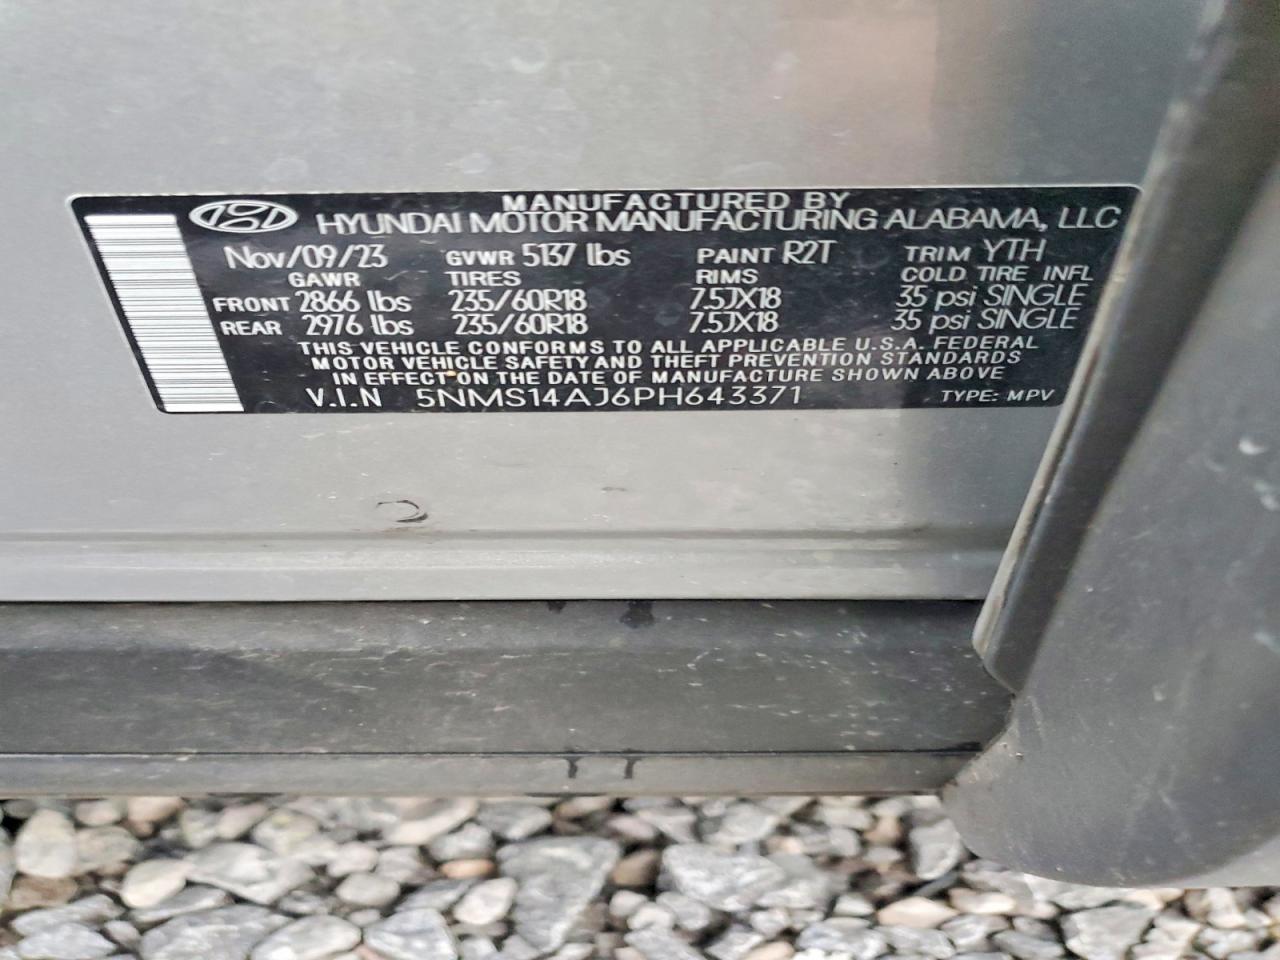 MANUFACTURED BY
HYUNDAI MOTOR MANUFACTURING ALABAMA, LLC
Nov/09/23 GVWR 5137 lbs PAINT R2T TRIM YTH
GAWR TIRES RIMS COLD TIRE INFL
FRONT 2866 lbs 235/60R18 7.5JX18 35 psi SINGLE
REAR 2976 lbs 235/60R18 7.5JX18 35 psi SINGLE
THIS VEHICLE CONFORMS TO ALL APPLICABLE U.S.A. FEDERAL
MOTOR VEHICLE SAFETY AND THEFT PREVENTION STANDARDS
IN EFFECT ON THE DATE OF MANUFACTURE SHOWN ABOVE
V.I.N 5NMS14AJ6PH643371 TYPE: MPV